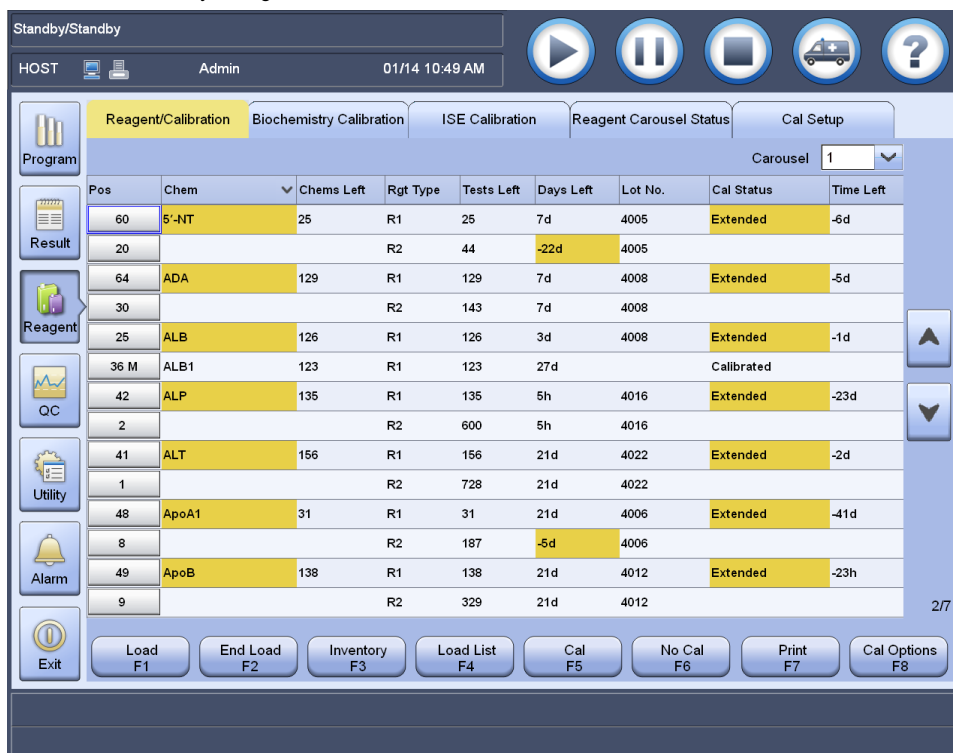 Standby/Standby
HOST Admin 01/14 10:49 AM
?
Program
Result
Reagent
QC
Utility
Alarm
Exit
Reagent/Calibration Biochemistry Calibration ISE Calibration Reagent Carousel Status Cal Setup
Carousel 1
Pos Chem Chems Left Rgt Type Tests Left Days Left Lot No. Cal Status Time Left
60 5'-NT 25 R1 25 7d 4005 Extended -6d
20 R2 44 -22d 4005
64 ADA 129 R1 129 7d 4008 Extended -5d
30 R2 143 7d 4008
25 ALB 126 R1 126 3d 4008 Extended -1d
36 M ALB1 123 R1 123 27d Calibrated
42 ALP 135 R1 135 5h 4016 Extended -23d
2 R2 600 5h 4016
41 ALT 156 R1 156 21d 4022 Extended -2d
1 R2 728 21d 4022
48 ApoA1 31 R1 31 21d 4006 Extended -41d
8 R2 187 -5d 4006
49 ApoB 138 R1 138 21d 4012 Extended -23h
9 R2 329 21d 4012
2/7
Load F1
End Load F2
Inventory F3
Load List F4
Cal F5
No Cal F6
Print F7
Cal Options F8